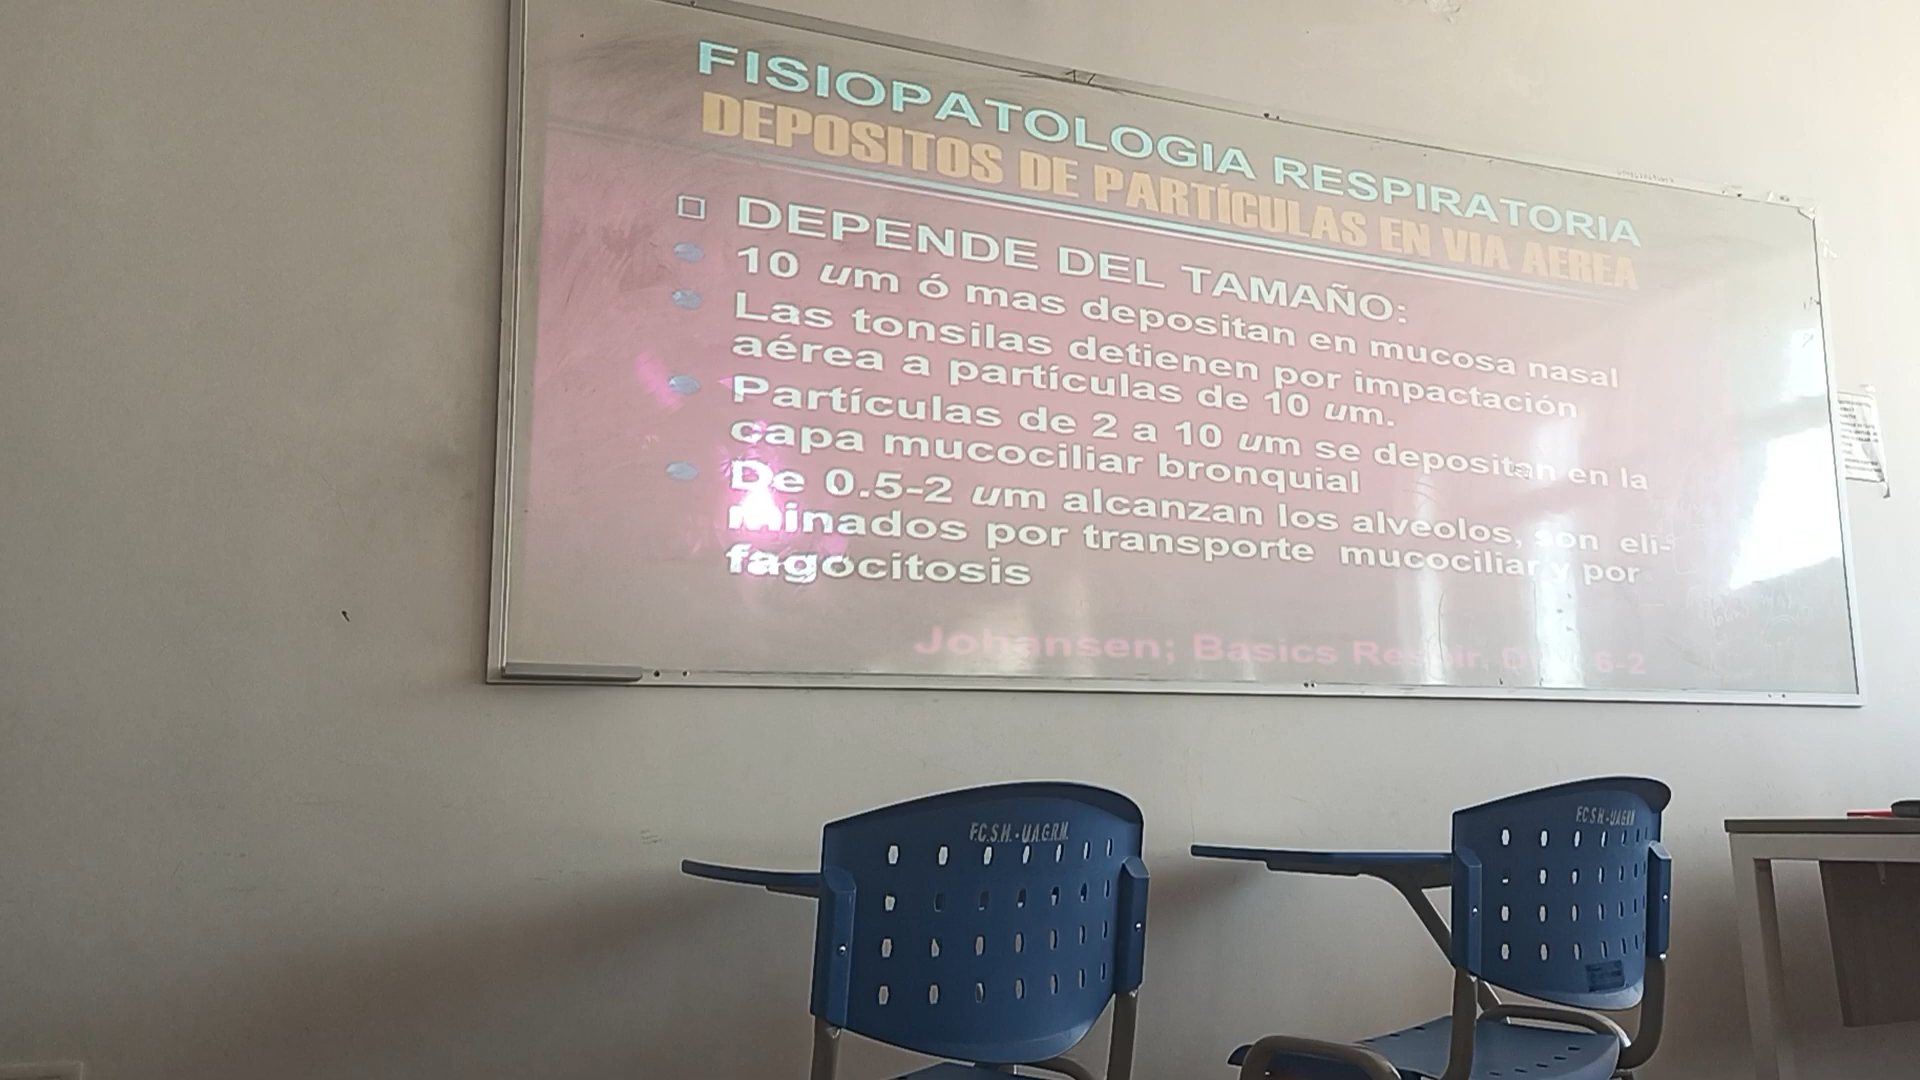 FISIOPATOLOGIA RESPIRATORIA
DEPOSITOS DE PARTÍCULAS EN VIA AEREA
DEPENDE DEL TAMAÑO:
10 um ó mas depositan en mucosa nasal
Las tonsilas detienen por impactación
aérea a partículas de 10 um.
Partículas de 2 a 10 um se depositan en la
capa mucociliar bronquial
De 0.5-2 um alcanzan los alveolos, son eli-
minados por transporte mucociliar y por
fagocitosis
Johansen; Basics Respir. 6-2
F.C.S.H. - U.A.G.R.M.
F.C.S.H. - U.A.G.R.M.